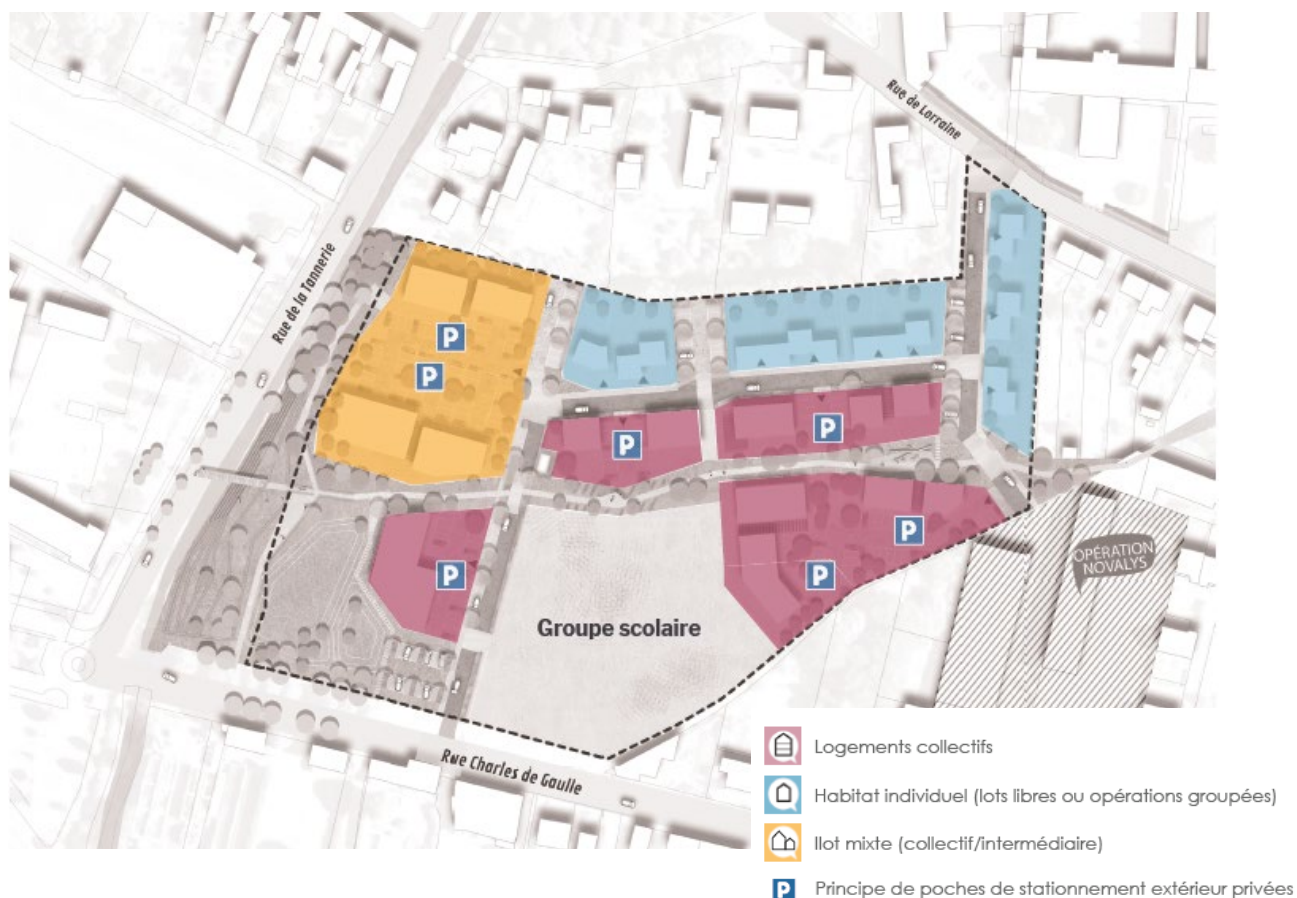 Rue de Lorraine
Rue de la Tannerie
P
P
P
P
P
P
P
OPÉRATION
NOVALYS
Groupe scolaire
Rue Charles de Gaulle
Logements collectifs
Habitat individuel (lots libres ou opérations groupées)
Ilot mixte (collectif/intermédiaire)
P Principe de poches de stationnement extérieur privées